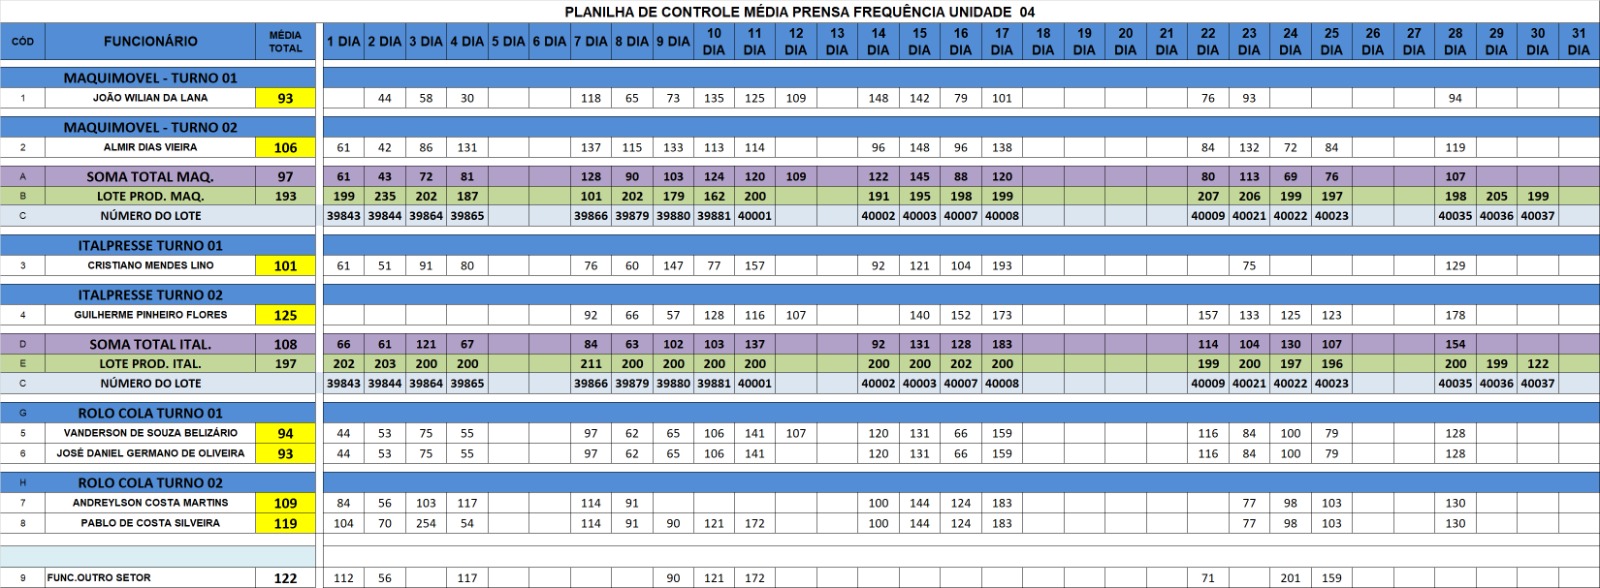 PLANILHA DE CONTROLE MÉDIA PRENSA FREQUÊNCIA UNIDADE 04
CÓD FUNCIONÁRIO MÉDIA TOTAL 1 DIA 2 DIA 3 DIA 4 DIA 5 DIA 6 DIA 7 DIA 8 DIA 9 DIA 10 DIA 11 DIA 12 DIA 13 DIA 14 DIA 15 DIA 16 DIA 17 DIA 18 DIA 19 DIA 20 DIA 21 DIA 22 DIA 23 DIA 24 DIA 25 DIA 26 DIA 27 DIA 28 DIA 29 DIA 30 DIA 31 DIA
MAQUIMOVEL - TURNO 01
1 JOÃO WILIAN DA LANA 93 44 58 30 118 65 73 135 125 109 148 142 79 101 76 93 94
MAQUIMOVEL - TURNO 02
2 ALMIR DIAS VIEIRA 106 61 42 86 131 137 115 133 113 114 96 148 96 138 84 132 72 84 119
A SOMA TOTAL MAQ. 97 61 43 72 81 128 90 103 124 120 109 122 145 88 120 80 113 69 76 107
B LOTE PROD. MAQ. 193 199 235 202 187 101 202 179 162 200 191 195 198 199 207 206 199 197 198 205 199
C NÚMERO DO LOTE 39843 39844 39864 39865 39866 39879 39880 39881 40001 40002 40003 40007 40008 40009 40021 40022 40023 40035 40036 40037
ITALPRESSE TURNO 01
3 CRISTIANO MENDES LINO 101 61 51 91 80 76 60 147 77 157 92 121 104 193 75 129
ITALPRESSE TURNO 02
4 GUILHERME PINHEIRO FLORES 125 92 66 57 128 116 107 140 152 173 157 133 125 123 178
D SOMA TOTAL ITAL. 108 66 61 121 67 84 63 102 103 137 92 131 128 183 114 104 130 107 154
E LOTE PROD. ITAL. 197 202 203 200 200 211 200 200 200 200 200 200 202 200 199 200 197 196 200 199 122
C NÚMERO DO LOTE 39843 39844 39864 39865 39866 39879 39880 39881 40001 40002 40003 40007 40008 40009 40021 40022 40023 40035 40036 40037
G ROLO COLA TURNO 01
5 VANDERSON DE SOUZA BELIZÁRIO 94 44 53 75 55 97 62 65 106 141 107 120 131 66 159 116 84 100 79 128
6 JOSÉ DANIEL GERMANO DE OLIVEIRA 93 44 53 75 55 97 62 65 106 141 120 131 66 159 116 84 100 79 128
H ROLO COLA TURNO 02
7 ANDREYLSON COSTA MARTINS 109 84 56 103 117 114 91 100 144 124 183 77 98 103 130
8 PABLO DE COSTA SILVEIRA 119 104 70 254 54 114 91 90 121 172 100 144 124 183 77 98 103 130
9 FUNC.OUTRO SETOR 122 112 56 117 90 121 172 71 201 159